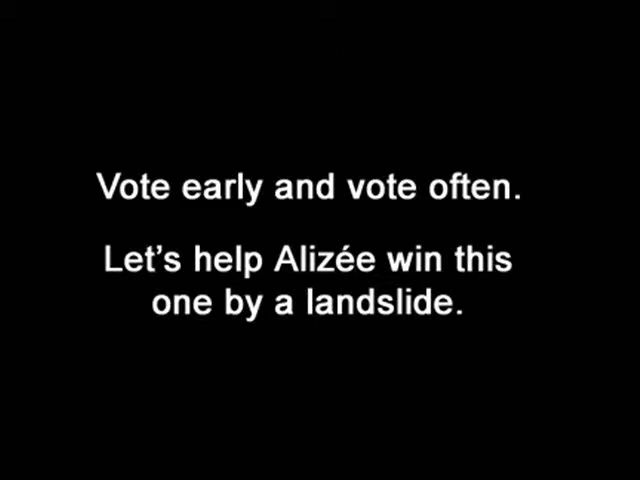 Vote early and vote often.
Let's help Alizée win this
one by a landslide.